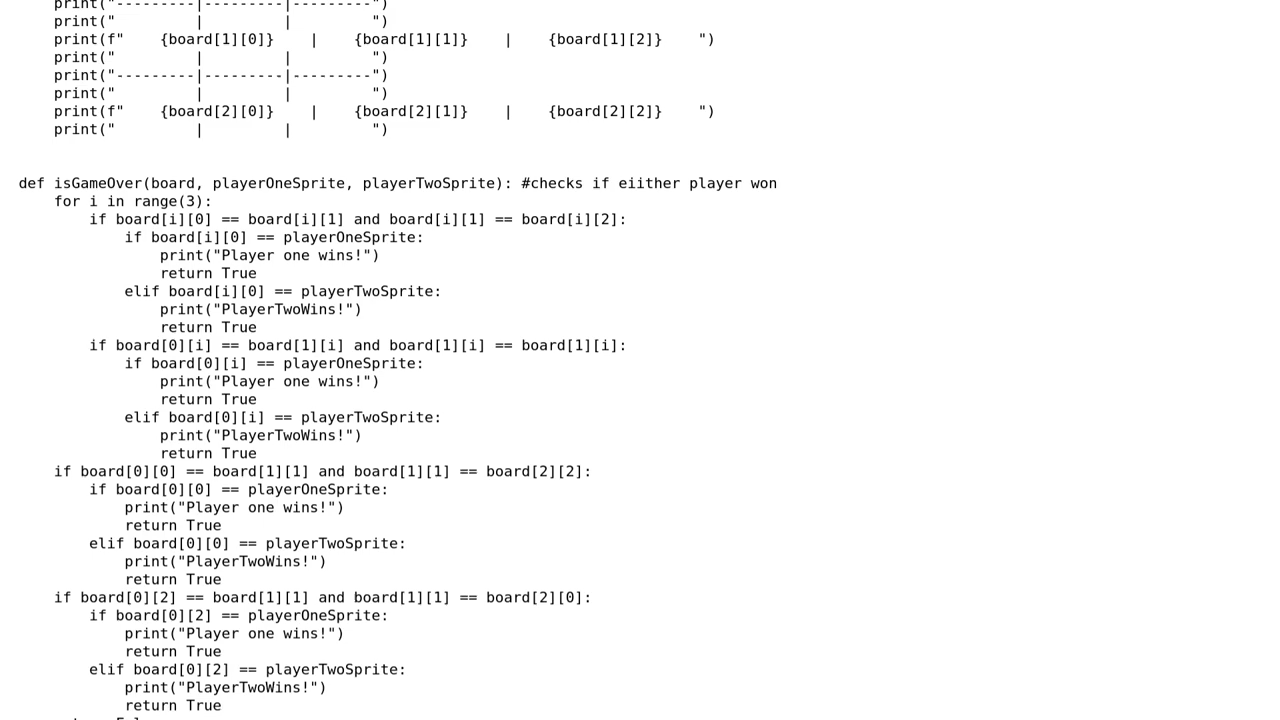 print("---------|---------|---------")
    print("         |         |         ")
    print(f"    {board[1][0]}    |    {board[1][1]}    |    {board[1][2]}    ")
    print("         |         |         ")
    print("---------|---------|---------")
    print("         |         |         ")
    print(f"    {board[2][0]}    |    {board[2][1]}    |    {board[2][2]}    ")
    print("         |         |         ")
def isGameOver(board, playerOneSprite, playerTwoSprite): #checks if eiither player won
    for i in range(3):
        if board[i][0] == board[i][1] and board[i][1] == board[i][2]:
            if board[i][0] == playerOneSprite:
                print("Player one wins!")
                return True
            elif board[i][0] == playerTwoSprite:
                print("PlayerTwoWins!")
                return True
        if board[0][i] == board[1][i] and board[1][i] == board[1][i]:
            if board[0][i] == playerOneSprite:
                print("Player one wins!")
                return True
            elif board[0][i] == playerTwoSprite:
                print("PlayerTwoWins!")
                return True
    if board[0][0] == board[1][1] and board[1][1] == board[2][2]:
        if board[0][0] == playerOneSprite:
            print("Player one wins!")
            return True
        elif board[0][0] == playerTwoSprite:
            print("PlayerTwoWins!")
            return True
    if board[0][2] == board[1][1] and board[1][1] == board[2][0]:
        if board[0][2] == playerOneSprite:
            print("Player one wins!")
            return True
        elif board[0][2] == playerTwoSprite:
            print("PlayerTwoWins!")
            return True